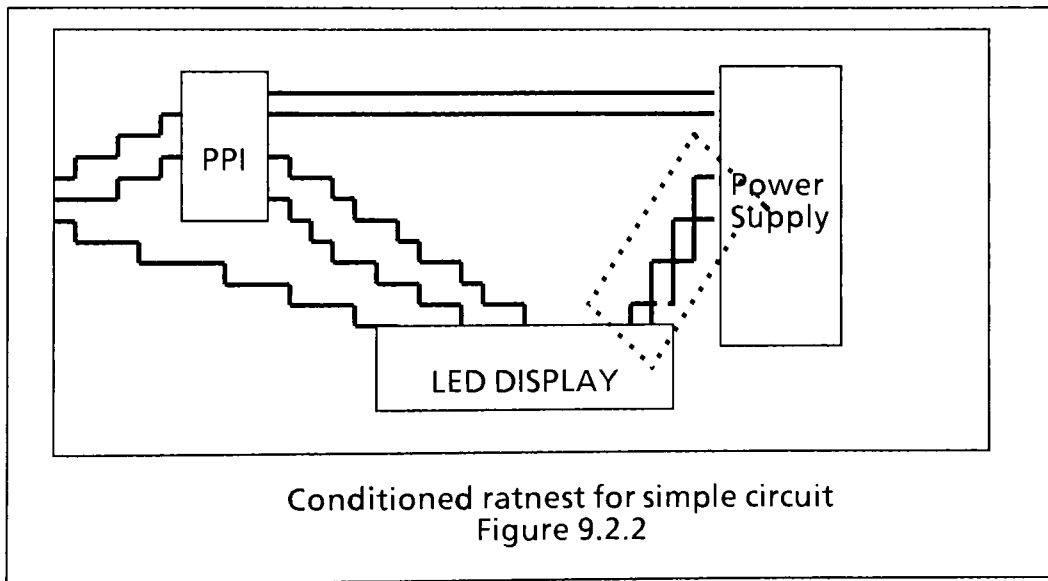 PPI
Power
Supply
LED DISPLAY
Conditioned ratnest for simple circuit
Figure 9.2.2